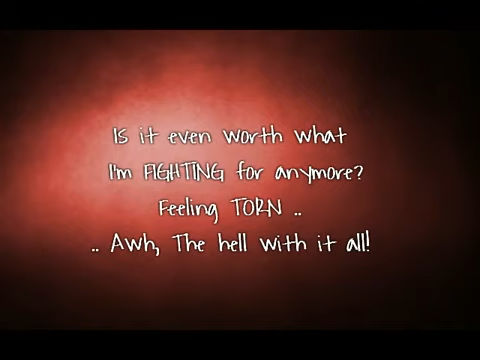 Is it even worth what
I'm FIGHTING for anymore?
Feeling TORN ..
.. Awh, The hell with it all!